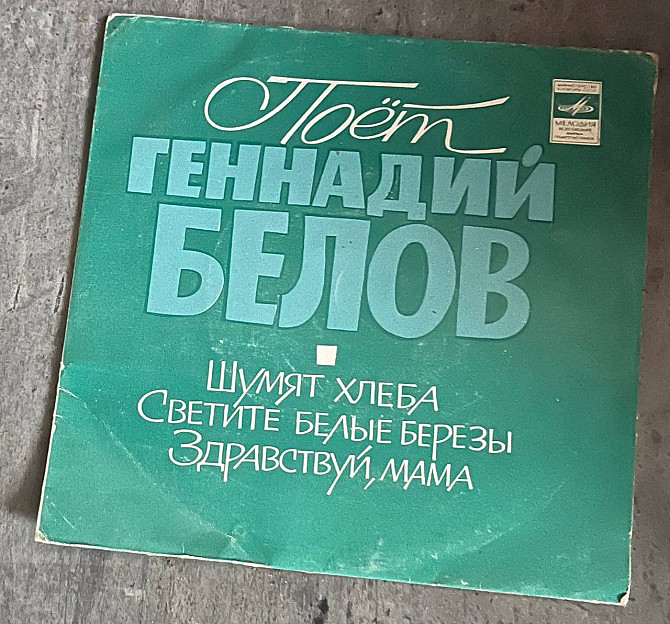 Поёт
ГЕННАДИЙ
БЕЛОВ
ШУМЯТ ХЛЕБА
СВЕТИТЕ БЕЛЫЕ БЕРЕЗЫ
ЗДРАВСТВУЙ, МАМА
МЕЛОДИЯ